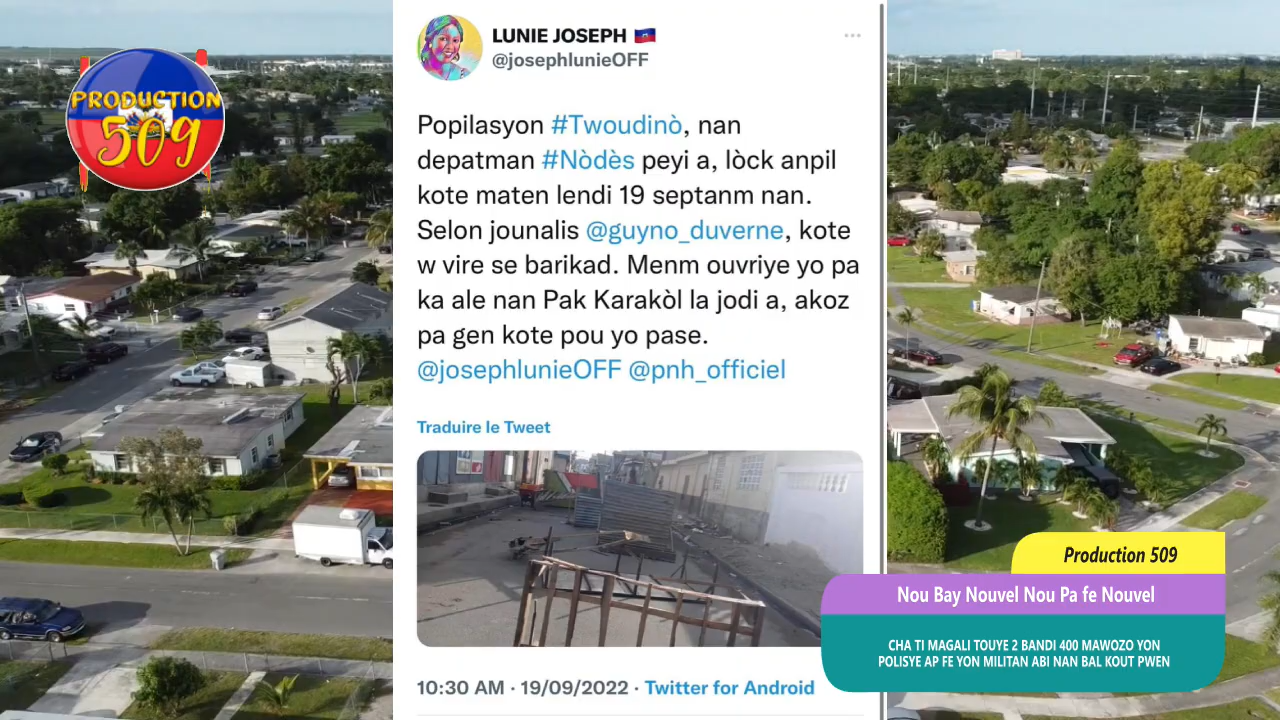 PRODUCTION
509
LUNIE JOSEPH
@josephlunieOFF
Popilasyon #Twoudinò, nan
depatman #Nòdès peyi a, lòck anpil
kote maten lendi 19 septanm nan.
Selon jounalis @guyno_duverne, kote
w vire se barikad. Menm ouvriye yo pa
ka ale nan Pak Karakòl la jodi a, akoz
pa gen kote pou yo pase.
@josephlunieOFF @pnh_officiel
Traduire le Tweet
10:30 AM · 19/09/2022 · Twitter for Android
Production 509
Nou Bay Nouvel Nou Pa fe Nouvel
CHA TI MAGALI TOUYE 2 BANDI 400 MAWOZO YON
POLISYE AP FE YON MILITAN ABI NAN BAL KOUT PWEN